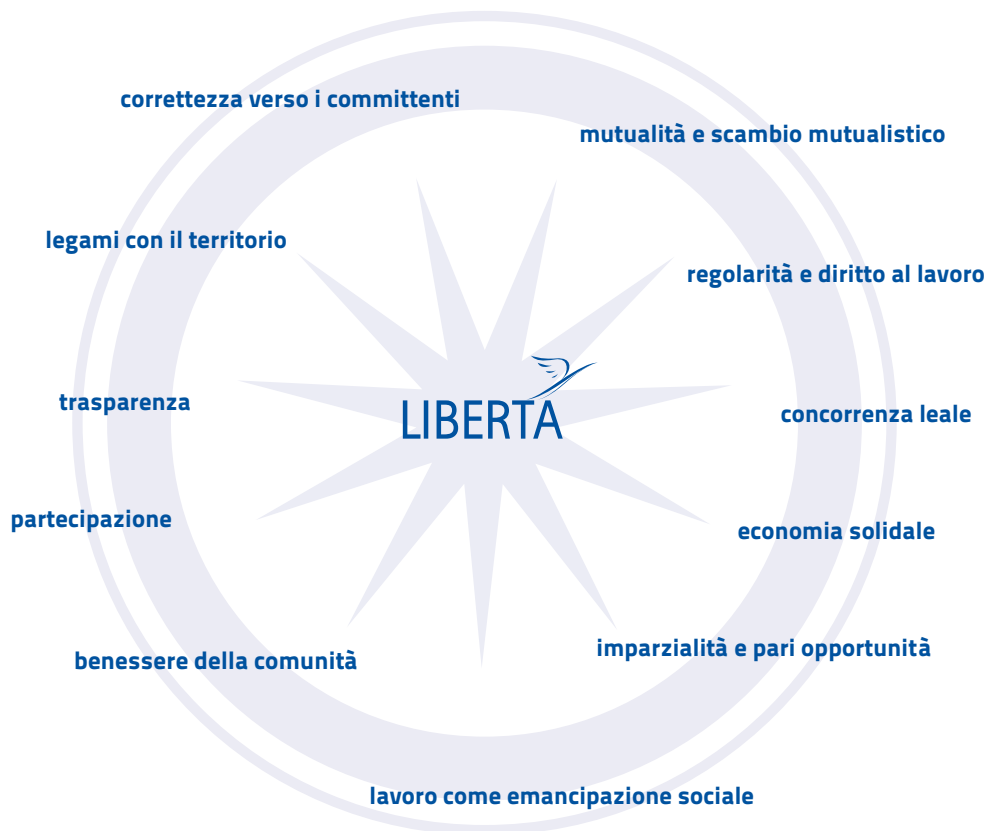 correttezza verso i committenti
mutualità e scambio mutualistico
legami con il territorio
regolarità e diritto al lavoro
LIBERTA
trasparenza
concorrenza leale
partecipazione
economia solidale
imparzialità e pari opportunità
benessere della comunità
lavoro come emancipazione sociale